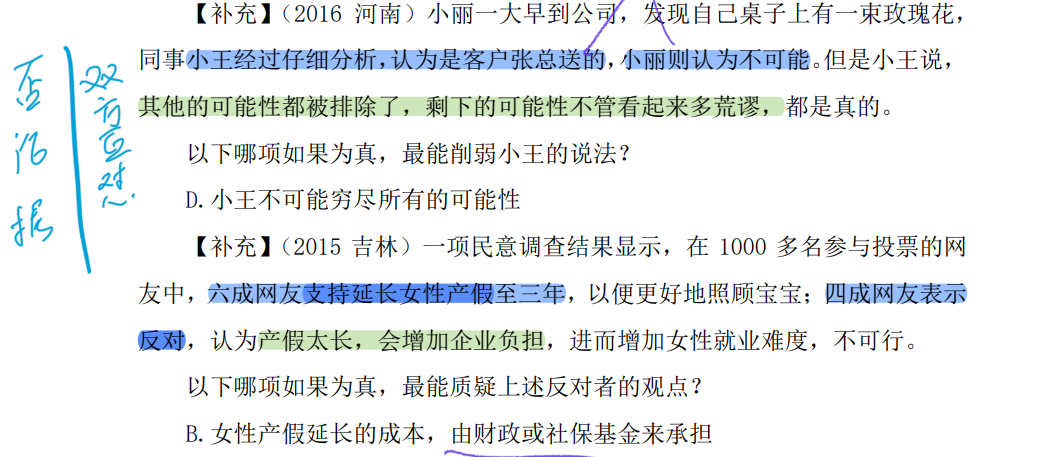 【补充】（2016 河南）小丽一大早到公司，发现自己桌子上有一束玫瑰花，
同事小王经过仔细分析，认为是客户张总送的，小丽则认为不可能。但是小王说，
其他的可能性都被排除了，剩下的可能性不管看起来多荒谬，都是真的。
以下哪项如果为真，最能削弱小王的说法？
D.小王不可能穷尽所有的可能性
【补充】（2015 吉林）一项民意调查结果显示，在 1000 多名参与投票的网
友中，六成网友支持延长女性产假至三年，以便更好地照顾宝宝；四成网友表示
反对，认为产假太长，会增加企业负担，进而增加女性就业难度，不可行。
以下哪项如果为真，最能质疑上述反对者的观点？
B.女性产假延长的成本，由财政或社保基金来承担
否论据
双方